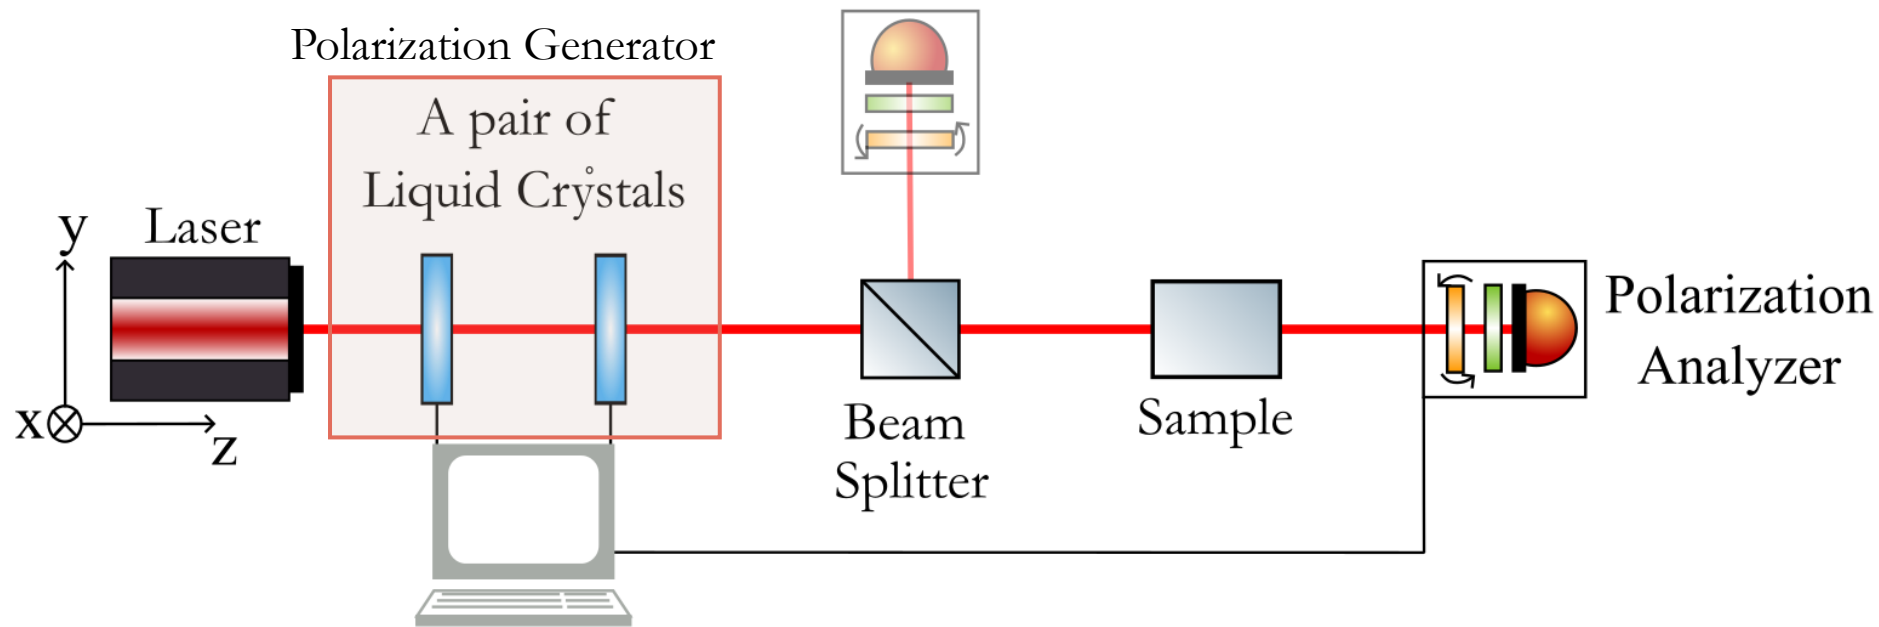 Polarization Generator
A pair of
Liquid Crystals
Laser
y
x
z
Beam
Splitter
Sample
Polarization
Analyzer